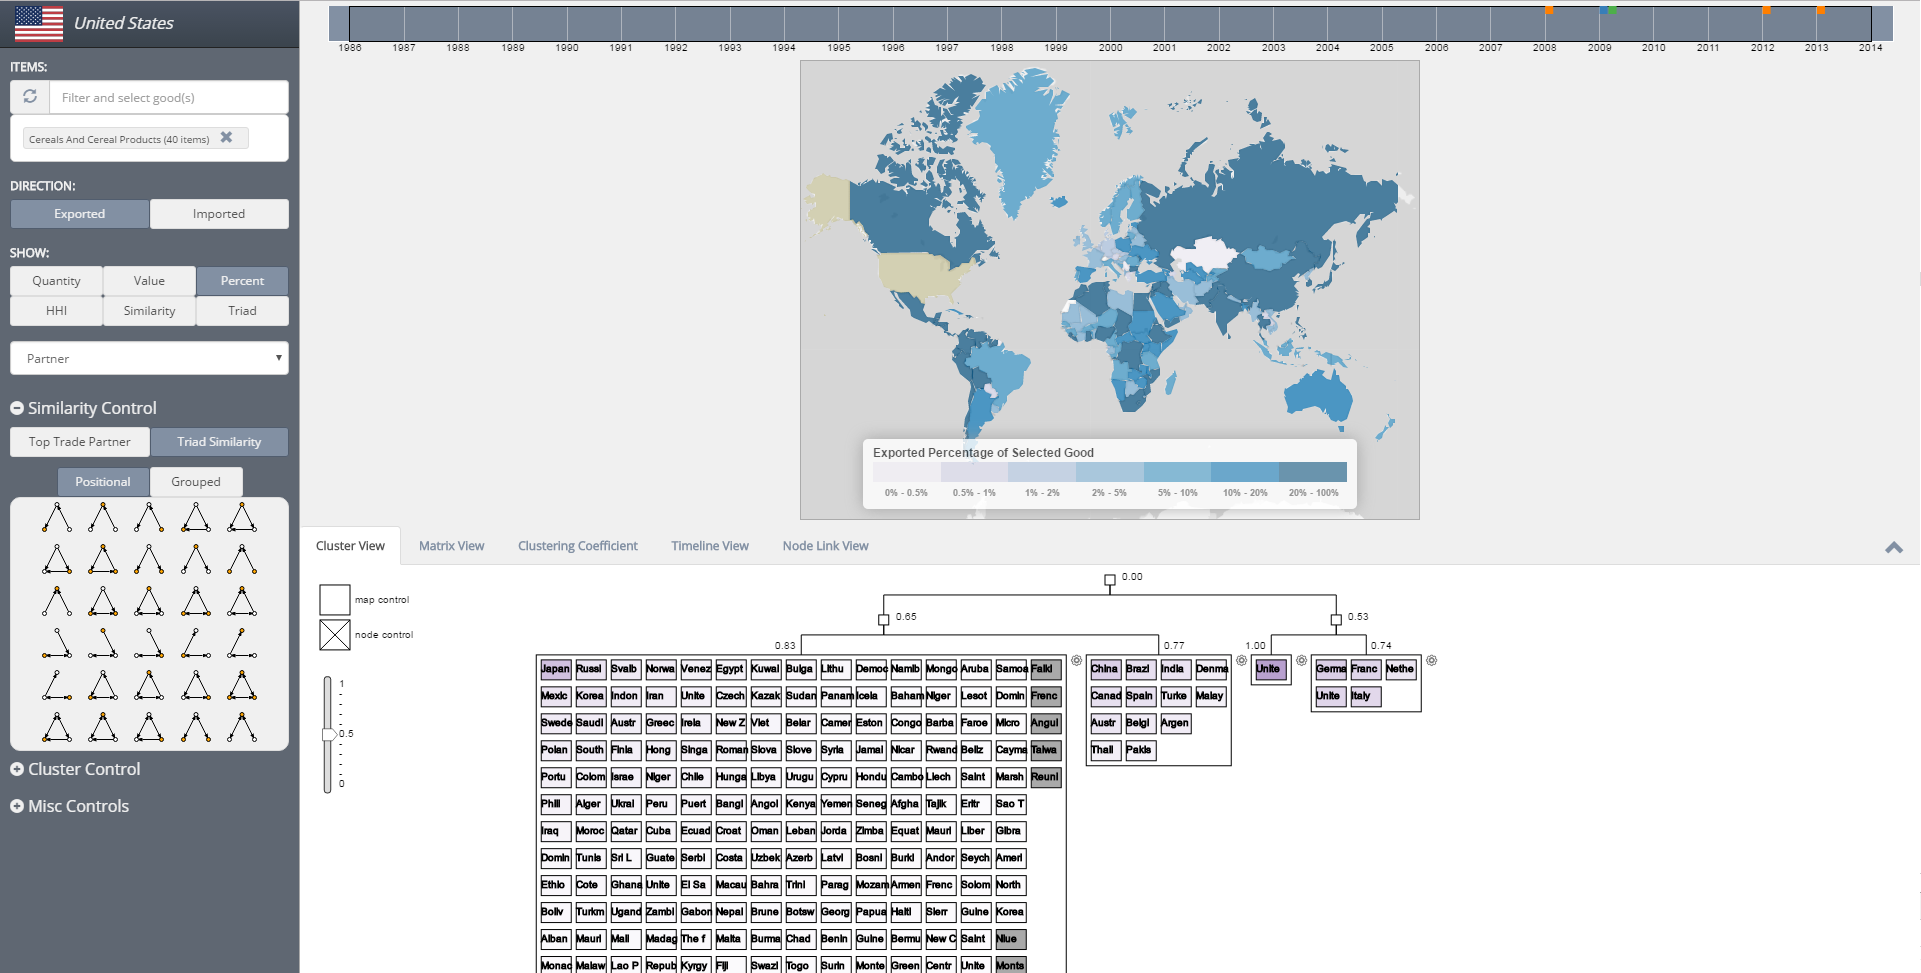 United States
ITEMS:
Filter and select good(s)
Cereals And Cereal Products (40 items)
DIRECTION:
Exported Imported
SHOW:
Quantity Value Percent
HHI Similarity Triad
Partner
Similarity Control
Top Trade Partner Triad Similarity
Positional Grouped
Cluster Control
Misc Controls
1986 1987 1988 1989 1990 1991 1992 1993 1994 1995 1996 1997 1998 1999 2000 2001 2002 2003 2004 2005 2006 2007 2008 2009 2010 2011 2012 2013 2014
Exported Percentage of Selected Good
0% - 0.5% 0.5% - 1% 1% - 2% 2% - 5% 5% - 10% 10% - 20% 20% - 100%
Cluster View Matrix View Clustering Coefficient Timeline View Node Link View
map control
node control
1
0.5
0
0.00
0.65 0.53
0.83 0.77 1.00 0.74
Japan Russi Svalb Norwa Venez Egypt Kuwai Bulga Lithu Democ Namib Mongo Aruba Samoa Falkl China Brazi India Denma Unite Germa Franc Nethe
Mexic Korea Indon Iran Unite Czech Kazak Sudan Panam Icela Baham Niger Lesot Domin Frenc Canad Spain Turke Malay Unite Italy
Swede Saudi Austr Greec Irela New Z Viet Belar Camer Eston Congo Barba Faroe Micro Angui Austr Belgi Argen
Polan South Finla Hong Singa Roman Slova Slove Syria Jamai Nicar Rwand Beliz Cayma Taiwa Thail Pakis
Portu Colom Israe Niger Chile Hunga Libya Urugu Cypru Hondu Cambo Liech Saint Marsh Reuni
Phili Alger Ukrai Peru Puert Bangl Angol Kenya Yemen Seneg Afgha Tajik Eritr Sao T
Iraq Moroc Qatar Cuba Ecuad Croat Oman Leban Jorda Zimba Equat Mauri Liber Gibra
Domin Tunis Sri L Guate Serbi Costa Uzbek Azerb Latvi Bosni Burki Andor Seych Ameri
Ethio Cote Ghana Unite El Sa Macau Bahra Trini Parag Mozam Armen Frenc Solom North
Boliv Turkm Ugand Zambi Gabon Nepal Brune Botsw Georg Papua Haiti Sierr Guine Korea
Alban Mauri Mali Madag The f Malta Burma Chad Benin Guine Bermu New C Saint Niue
Monac Malaw Lao P Repub Kyrgy Fiji Swazi Togo Surin Monte Green Centr Unite Monts